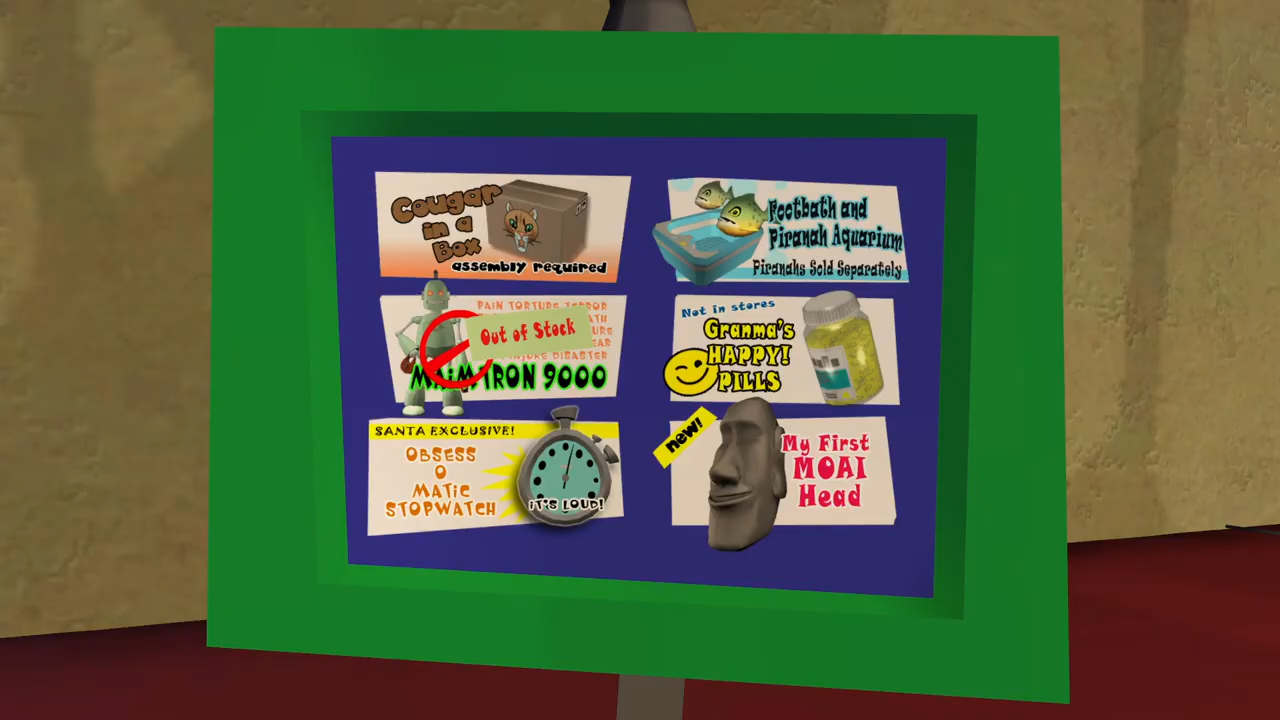 Cougar
in a
Box
assembly required
Footbath and
Piranah Aquarium
Piranahs Sold Separately
PAIN TORTURE TERROR
Out of Stock
INJURE DISASTER
MAIMTRON 9000
Not in stores
Granma's
HAPPY!
PILLS
SANTA EXCLUSIVE!
OBSESS
O
MATIC
STOPWATCH
IT'S LOUD!
new!
My First
MOAI
Head